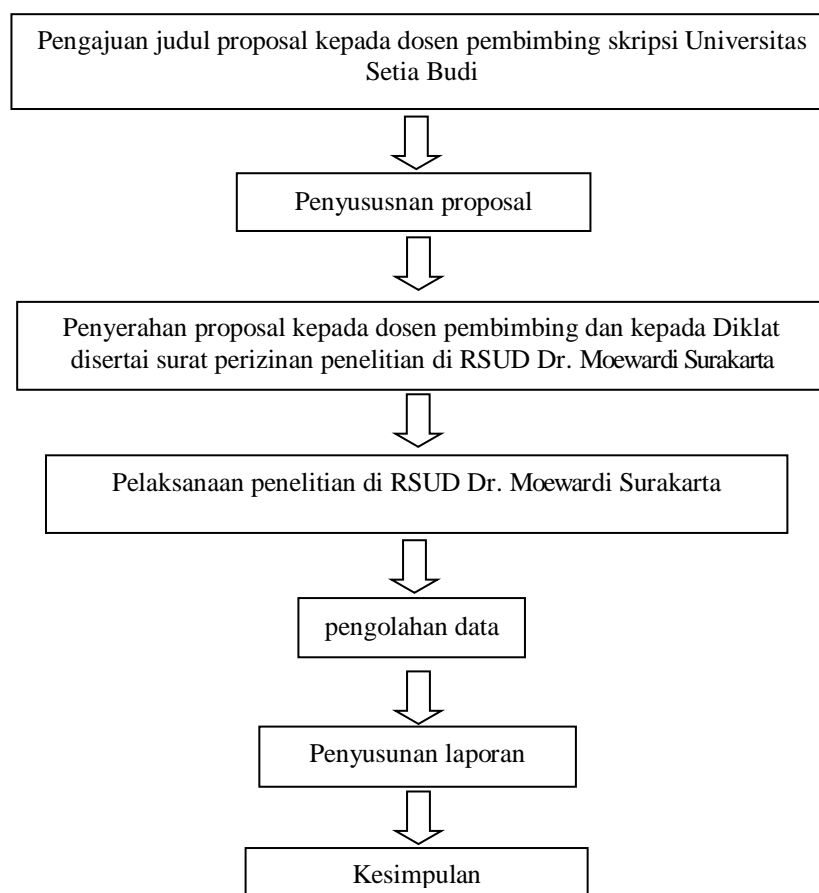 Pengajuan judul proposal kepada dosen pembimbing skripsi Universitas
Setia Budi
Penyususnan proposal
Penyerahan proposal kepada dosen pembimbing dan kepada Diklat
disertai surat perizinan penelitian di RSUD Dr. Moewardi Surakarta
Pelaksanaan penelitian di RSUD Dr. Moewardi Surakarta
pengolahan data
Penyusunan laporan
Kesimpulan